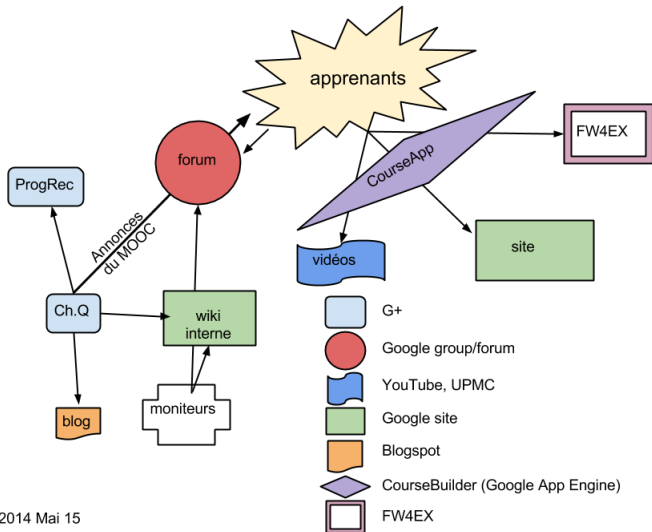 apprenants
forum
FW4EX
CourseApp
ProgRec
Annonces
du MOOC
site
vidéos
Ch.Q
wiki
interne
G+
Google group/forum
YouTube, UPMC
moniteurs
blog
Google site
Blogspot
CourseBuilder (Google App Engine)
FW4EX
2014 Mai 15